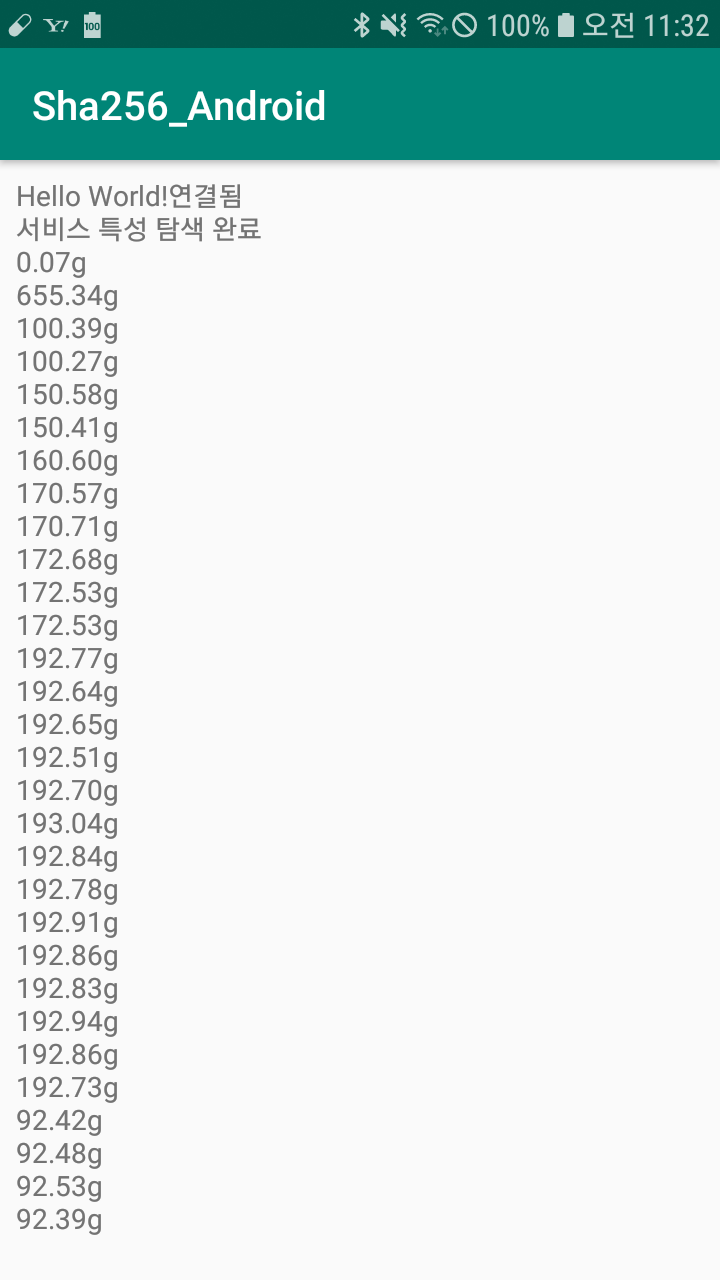 Y! 100 100% 오전 11:32
Sha256_Android
Hello World!연결됨
서비스 특성 탐색 완료
0.07g
655.34g
100.39g
100.27g
150.58g
150.41g
160.60g
170.57g
170.71g
172.68g
172.53g
172.53g
192.77g
192.64g
192.65g
192.51g
192.70g
193.04g
192.84g
192.78g
192.91g
192.86g
192.83g
192.94g
192.86g
192.73g
92.42g
92.48g
92.53g
92.39g